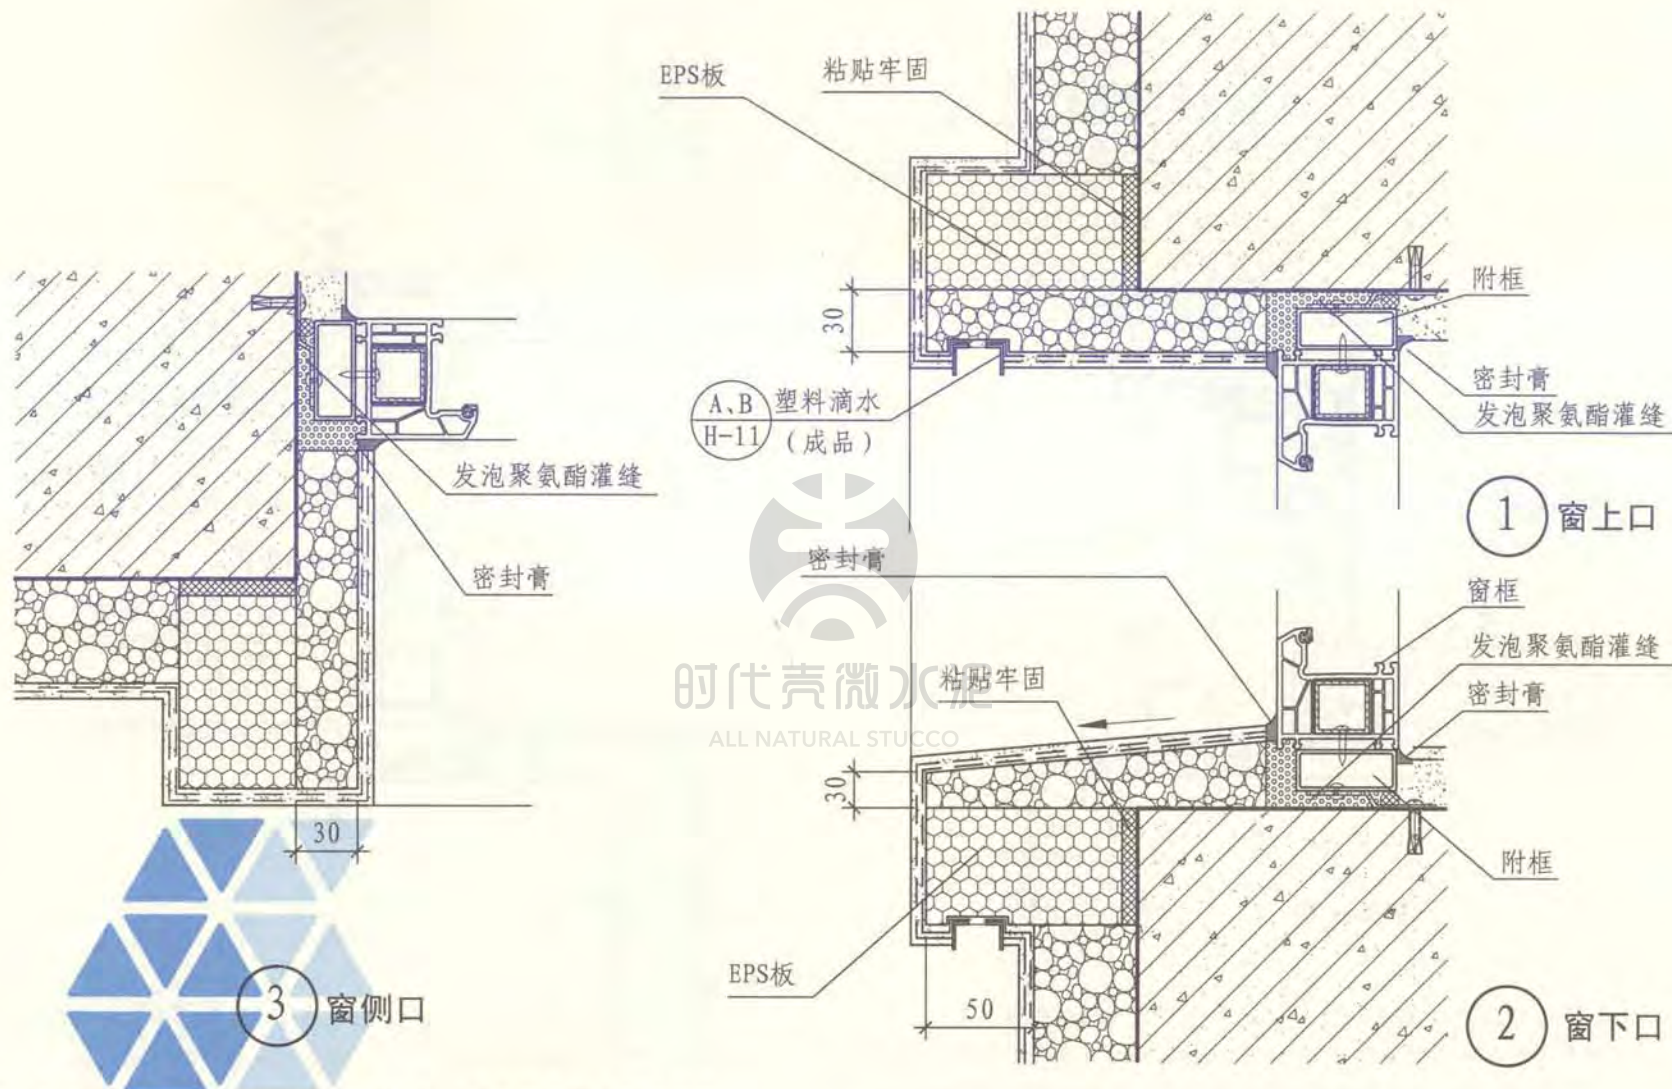 EPS板
粘贴牢固
30
附框
密封膏
发泡聚氨酯灌缝
A、B
H-11
塑料滴水
(成品)
1 窗上口
发泡聚氨酯灌缝
密封膏
30
3 窗侧口
密封膏
窗框
发泡聚氨酯灌缝
密封膏
粘贴牢固
30
附框
EPS板
50
2 窗下口
时代壳微水泥
ALL NATURAL STUCCO